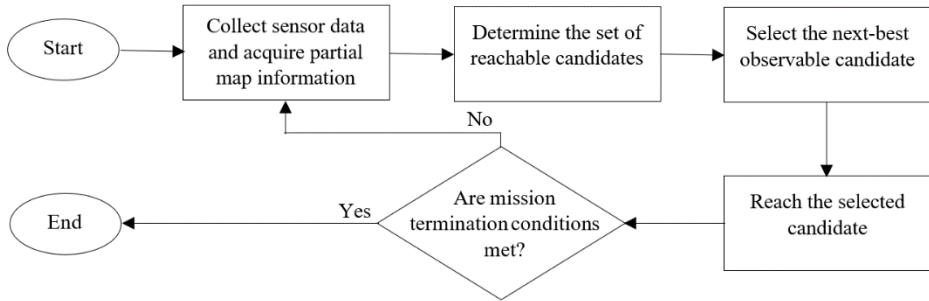 Start
Collect sensor data
and acquire partial
map information
Determine the set of
reachable candidates
Select the next-best
observable candidate
Reach the selected
candidate
Are mission
termination conditions
met?
No
Yes
End